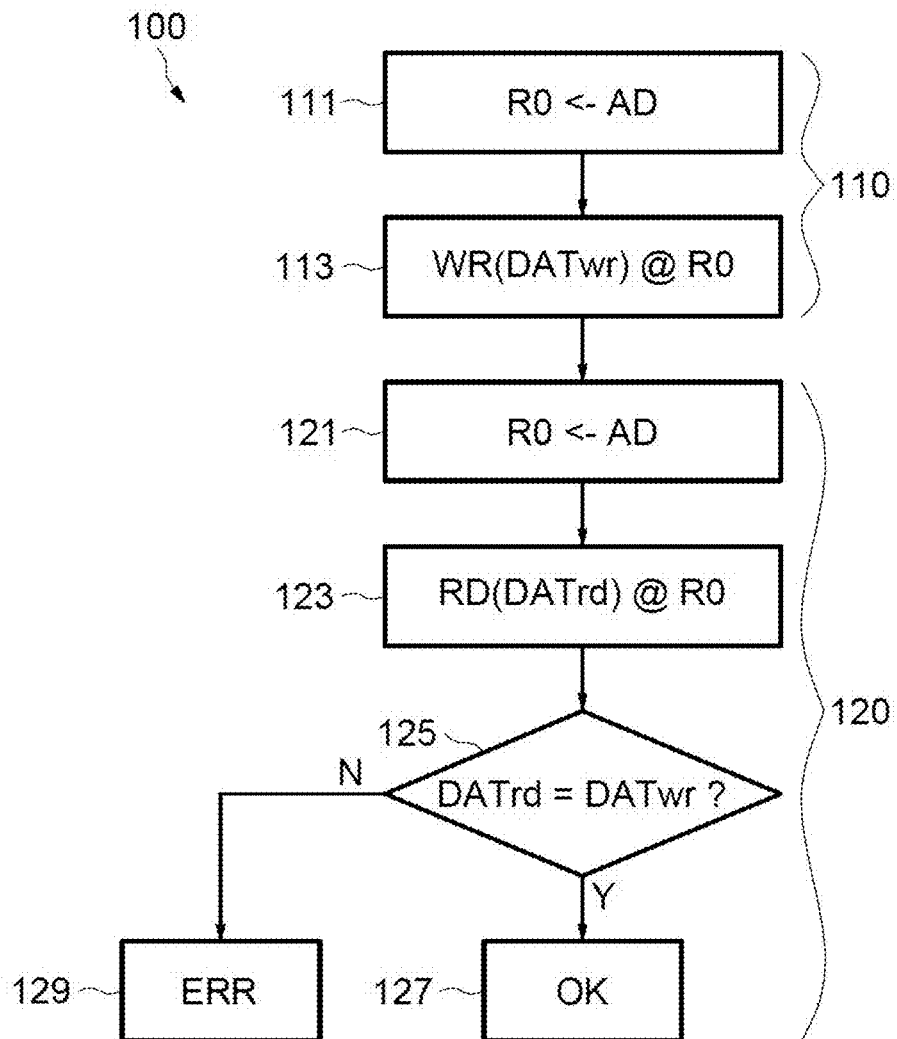 100
111
R0 <- AD
110
113
WR(DATwr) @ R0
121
R0 <- AD
123
RD(DATrd) @ R0
120
125
N
DATrd = DATwr ?
Y
129
ERR
127
OK